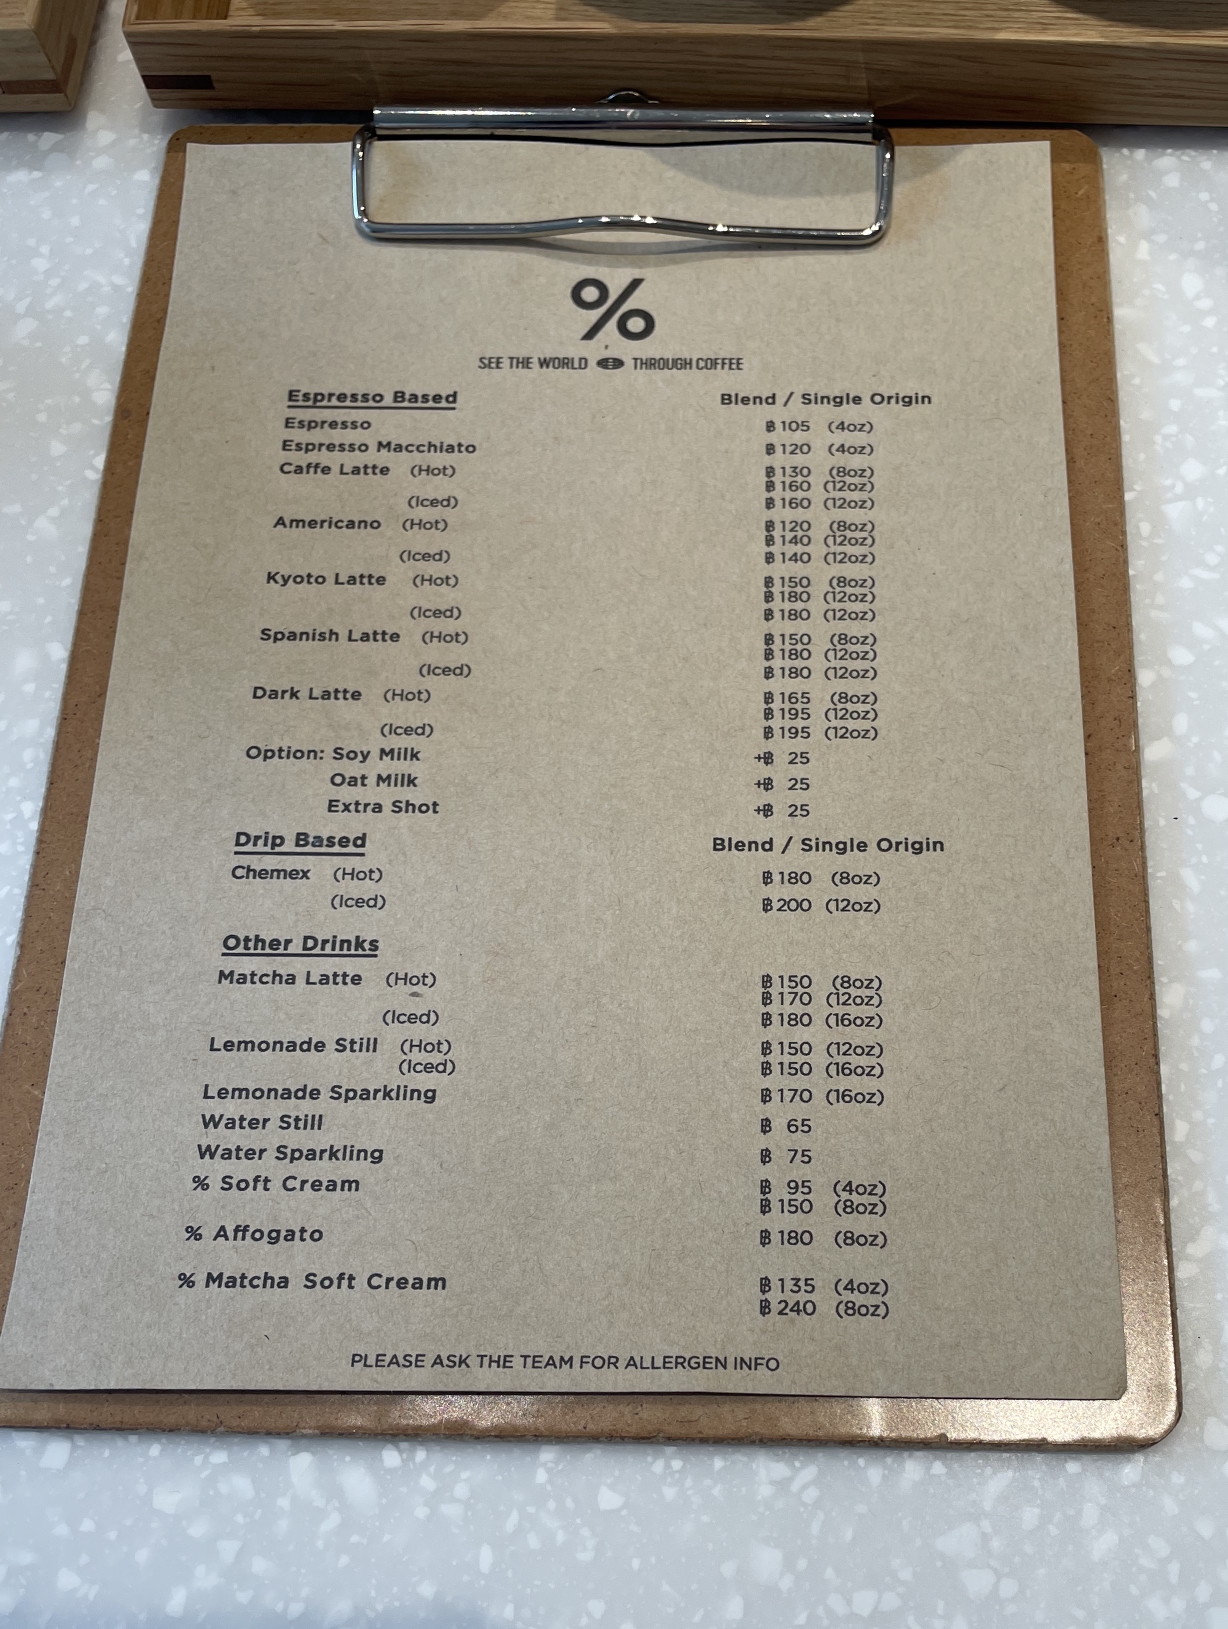 %
SEE THE WORLD THROUGH COFFEE
Espresso Based Blend / Single Origin
Espresso ฿105 (4oz)
Espresso Macchiato ฿120 (4oz)
Caffe Latte (Hot) ฿130 (8oz)
฿160 (12oz)
(Iced) ฿160 (12oz)
Americano (Hot) ฿120 (8oz)
฿140 (12oz)
(Iced) ฿140 (12oz)
Kyoto Latte (Hot) ฿150 (8oz)
฿180 (12oz)
(Iced) ฿180 (12oz)
Spanish Latte (Hot) ฿150 (8oz)
฿180 (12oz)
(Iced) ฿180 (12oz)
Dark Latte (Hot) ฿165 (8oz)
฿195 (12oz)
(Iced) ฿195 (12oz)
Option: Soy Milk +฿ 25
Oat Milk +฿ 25
Extra Shot +฿ 25
Drip Based Blend / Single Origin
Chemex (Hot) ฿180 (8oz)
(Iced) ฿200 (12oz)
Other Drinks
Matcha Latte (Hot) ฿150 (8oz)
฿170 (12oz)
(Iced) ฿180 (16oz)
Lemonade Still (Hot) ฿150 (12oz)
(Iced) ฿150 (16oz)
Lemonade Sparkling ฿170 (16oz)
Water Still ฿ 65
Water Sparkling ฿ 75
% Soft Cream ฿ 95 (4oz)
฿150 (8oz)
% Affogato ฿180 (8oz)
% Matcha Soft Cream ฿135 (4oz)
฿240 (8oz)
PLEASE ASK THE TEAM FOR ALLERGEN INFO